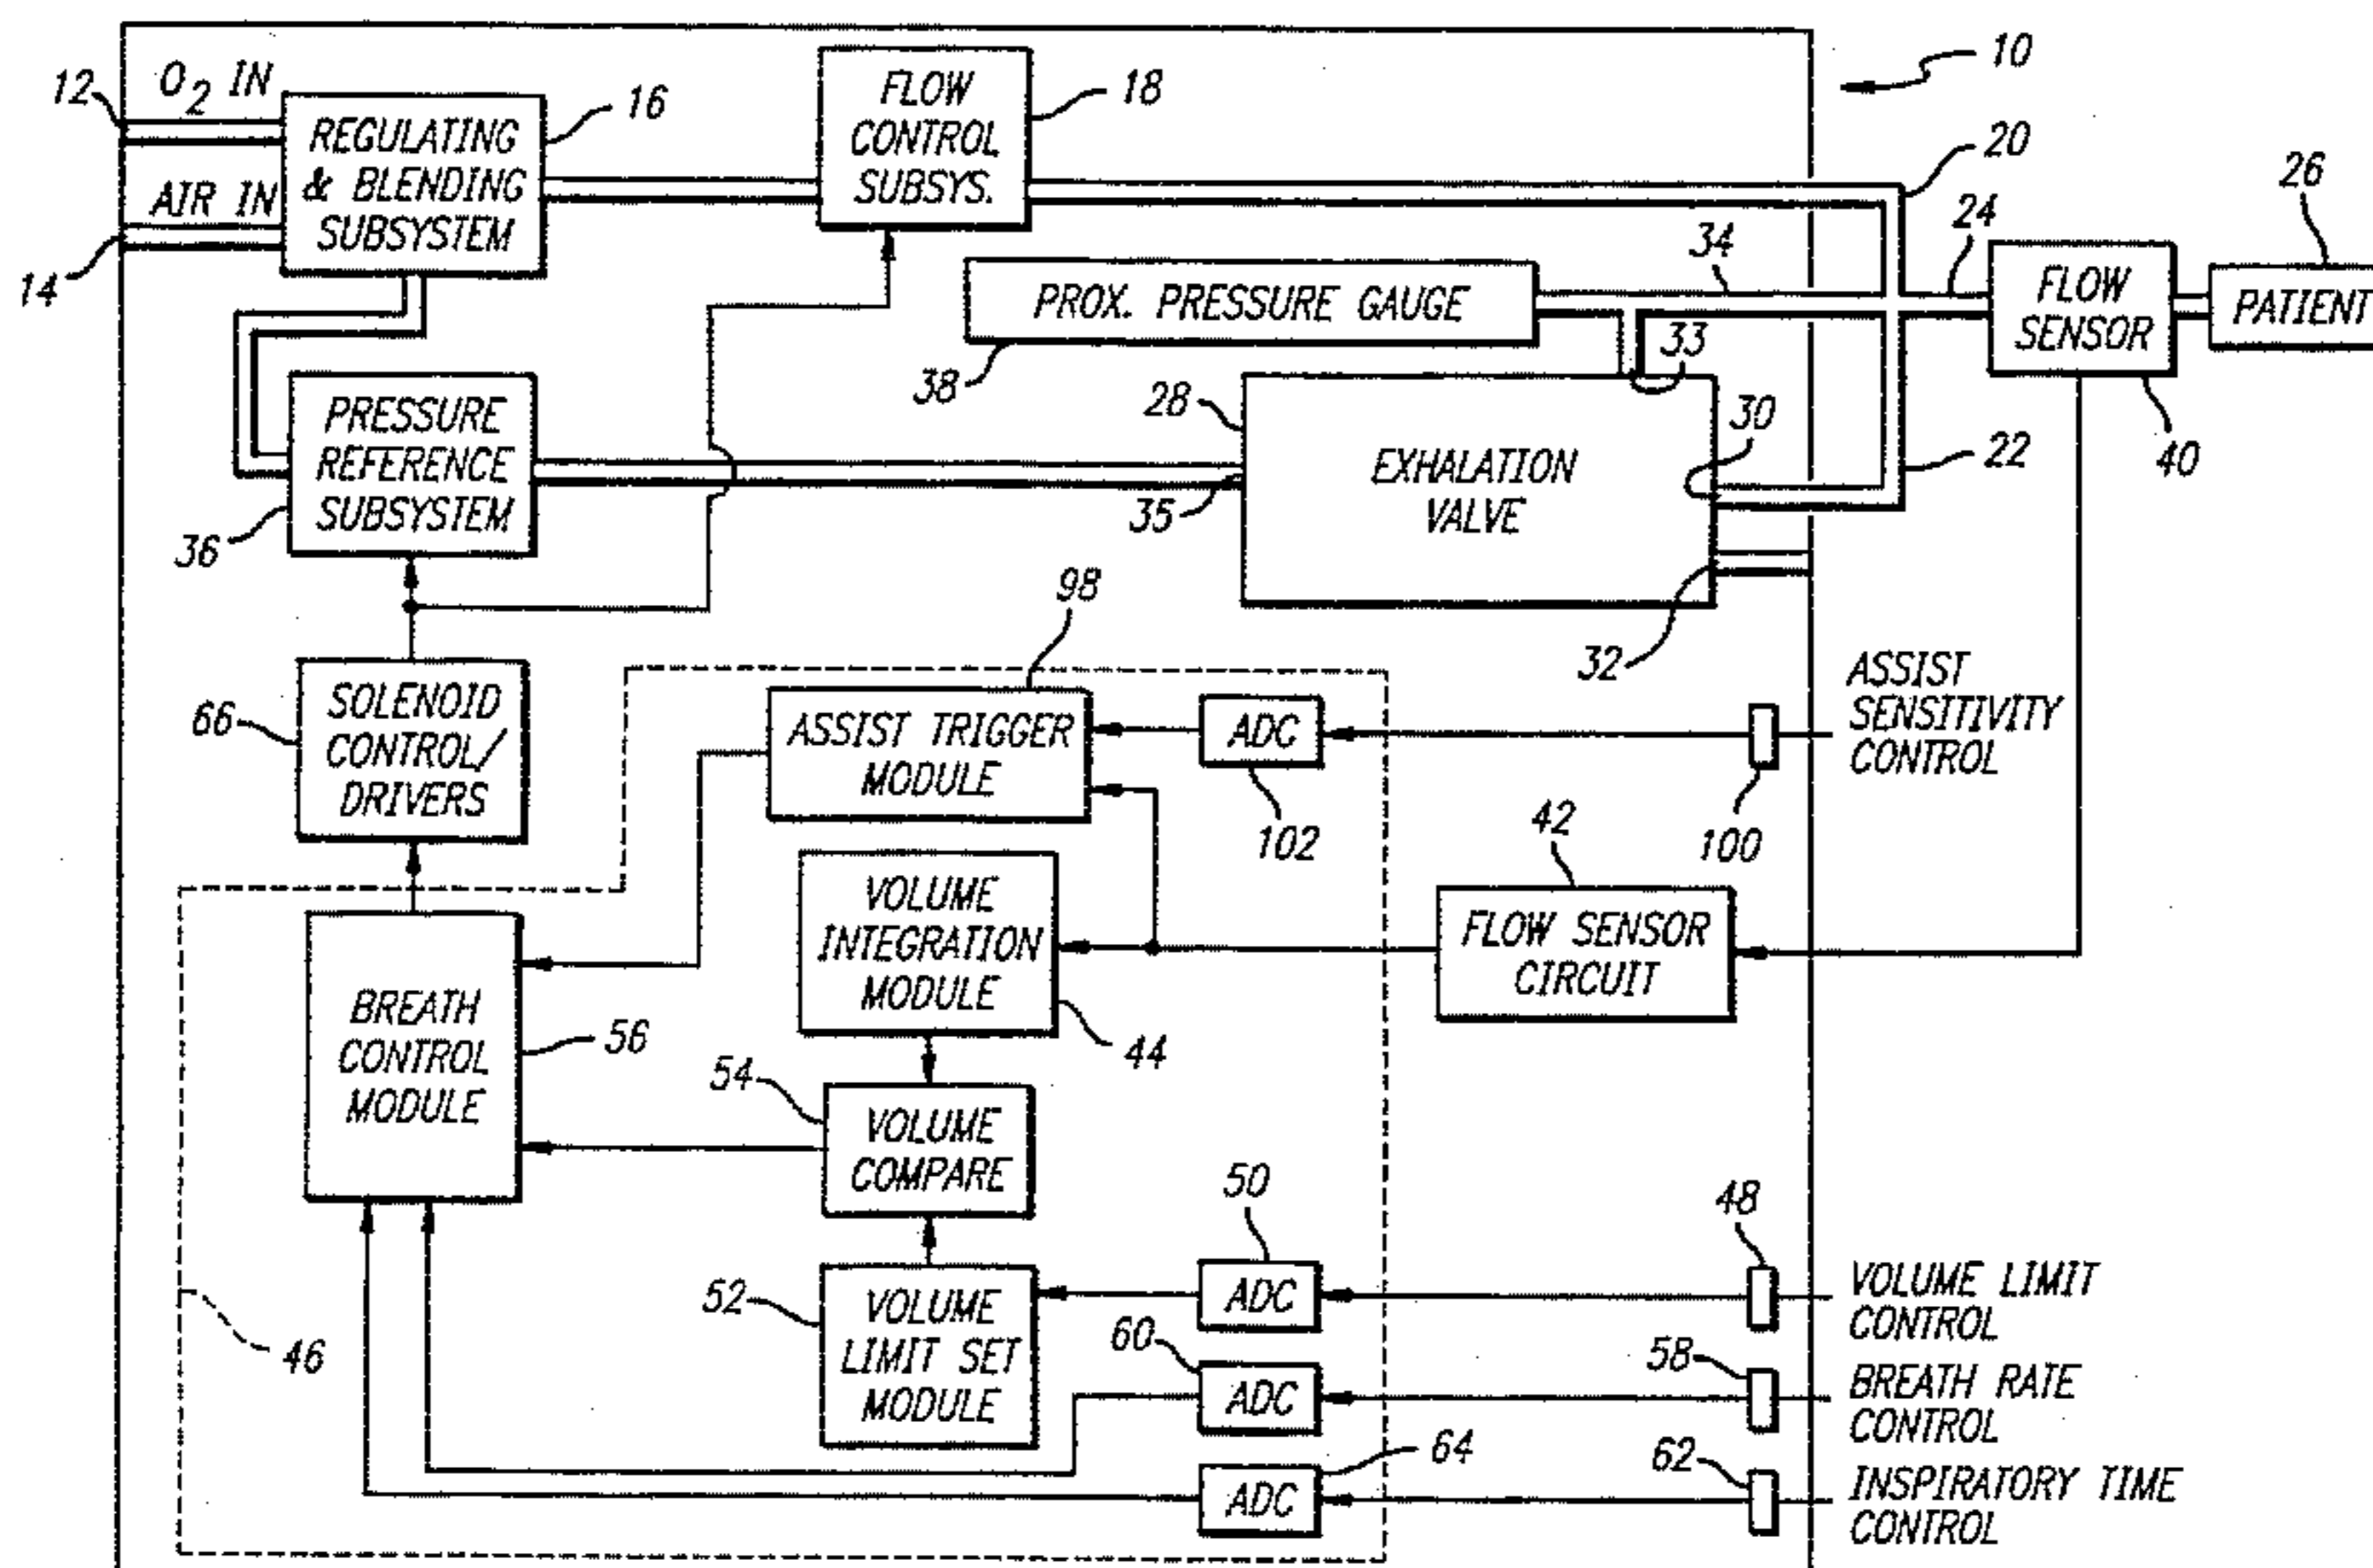 10
12
O2 IN
REGULATING
& BLENDING
SUBSYSTEM
16
FLOW
CONTROL
SUBSYS.
18
AIR IN
14
20
24
26
FLOW
SENSOR
40
PATIENT
34
PROX. PRESSURE GAUGE
38
33
PRESSURE
REFERENCE
SUBSYSTEM
36
28
EXHALATION
VALVE
30
35
22
32
98
SOLENOID
CONTROL/
DRIVERS
66
ASSIST TRIGGER
MODULE
ADC
102
100
ASSIST
SENSITIVITY
CONTROL
VOLUME
INTEGRATION
MODULE
44
42
FLOW SENSOR
CIRCUIT
BREATH
CONTROL
MODULE
56
54
VOLUME
COMPARE
50
ADC
48
VOLUME LIMIT
CONTROL
52
VOLUME
LIMIT SET
MODULE
60
ADC
58
BREATH RATE
CONTROL
46
64
ADC
62
INSPIRATORY TIME
CONTROL